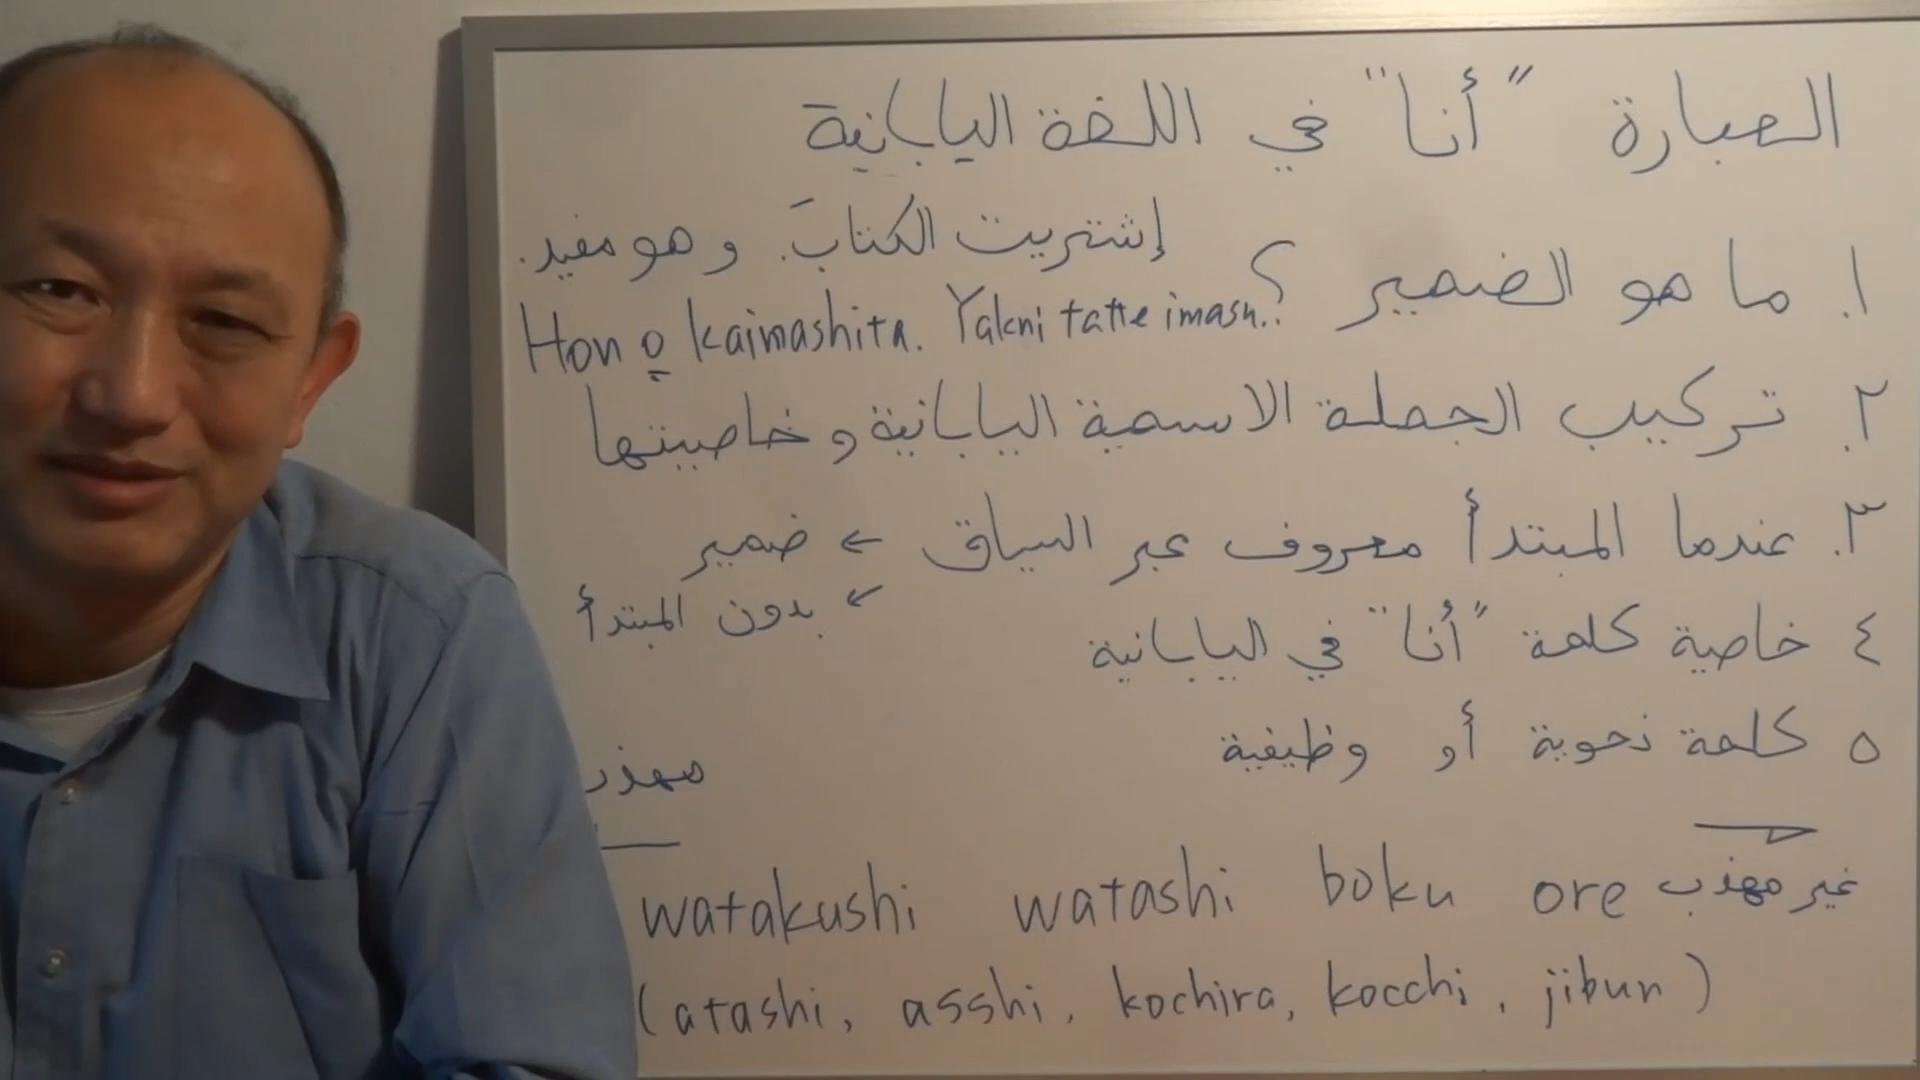 العبارة "أنا" في اللغة اليابانية
إشتريت الكتابَ. وهو مفيد.
١. ما هو الضمير؟
Hon o kaimashita. Yakni tatte imasu.
٢. تركيب الجملة الاسمية اليابانية وخاصيتها
٣. عندما المبتدأ معروف عبر السياق ← ضمير
← بدون المبتدأ
٤ خاصية كلمة "أنا" في اليابانية
٥ كلمة نحوية أو وظيفية
مهذب
watakushi watashi boku ore غير مهذب
(atashi, asshi, kochira, kocchi, jibun)